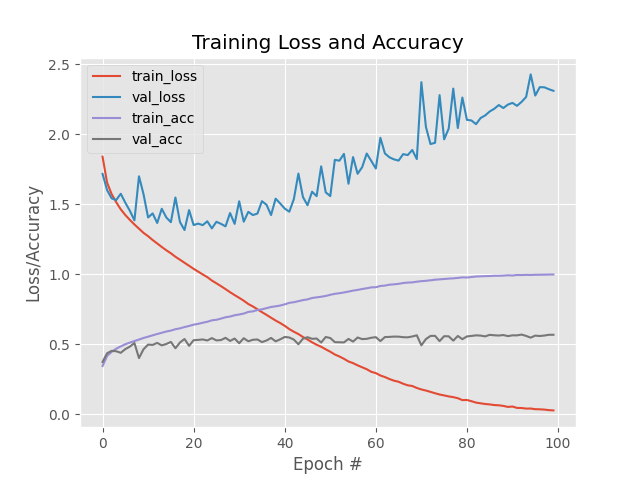 Training Loss and Accuracy
train_loss
val_loss
train_acc
val_acc
Loss/Accuracy
2.5
2.0
1.5
1.0
0.5
0.0
0 20 40 60 80 100
Epoch #